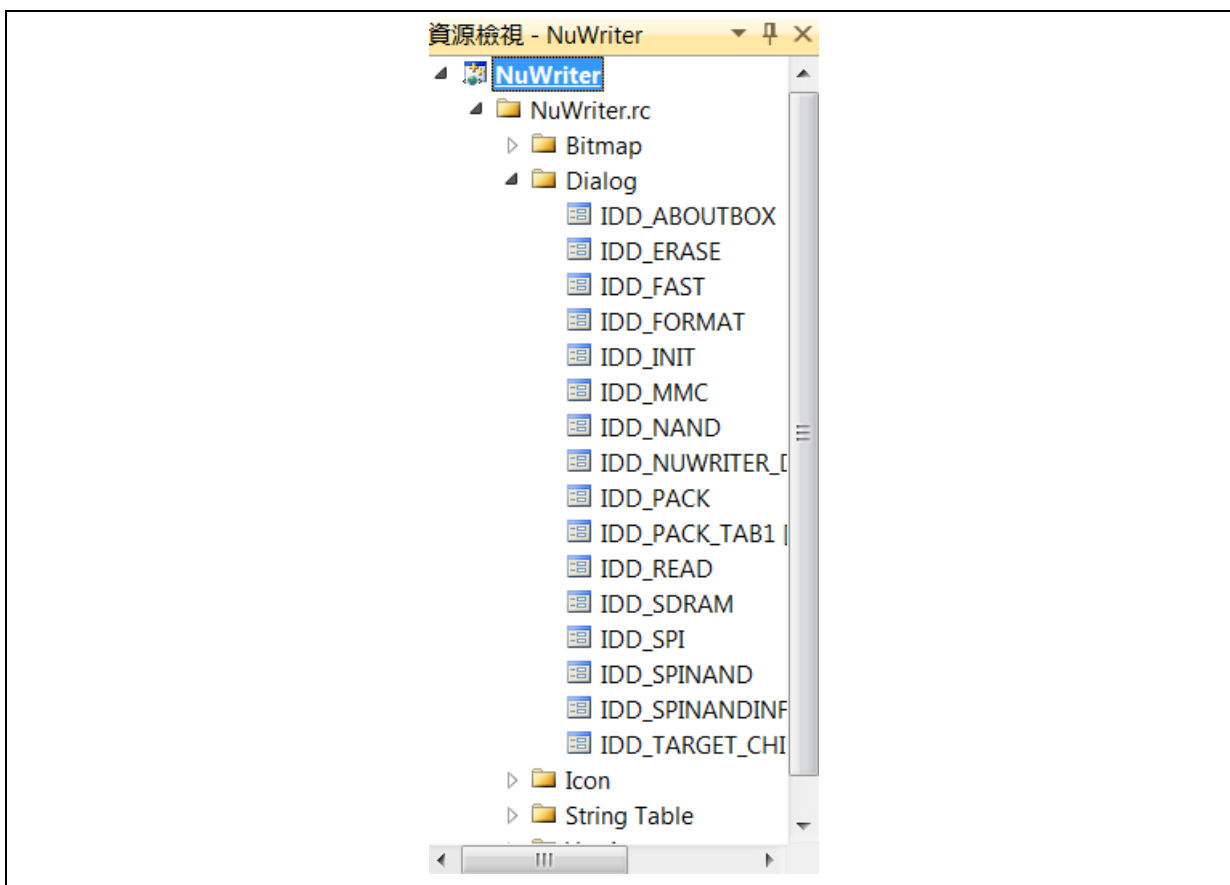 資源檢視 - NuWriter
NuWriter
NuWriter.rc
Bitmap
Dialog
IDD_ABOUTBOX
IDD_ERASE
IDD_FAST
IDD_FORMAT
IDD_INIT
IDD_MMC
IDD_NAND
IDD_NUWRITER_
IDD_PACK
IDD_PACK_TAB1 [
IDD_READ
IDD_SDRAM
IDD_SPI
IDD_SPINAND
IDD_SPINANDINF
IDD_TARGET_CHI
Icon
String Table